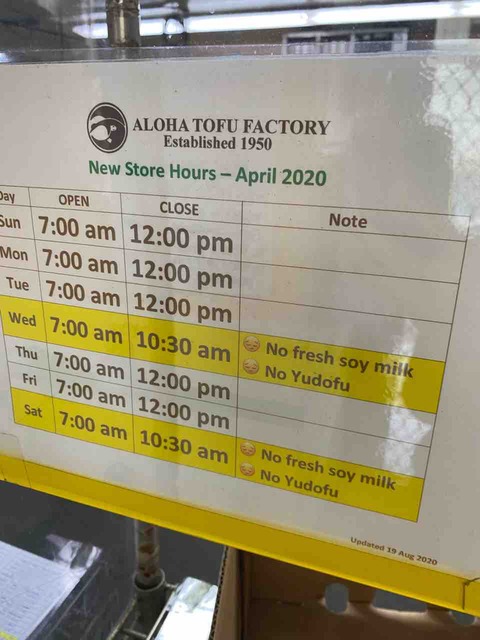 ALOHA TOFU FACTORY
Established 1950
New Store Hours – April 2020
Day OPEN CLOSE Note
Sun 7:00 am 12:00 pm
Mon 7:00 am 12:00 pm
Tue 7:00 am 12:00 pm
Wed 7:00 am 10:30 am No fresh soy milk
No Yudofu
Thu 7:00 am 12:00 pm
Fri 7:00 am 12:00 pm
Sat 7:00 am 10:30 am No fresh soy milk
No Yudofu
Updated 19 Aug 2020